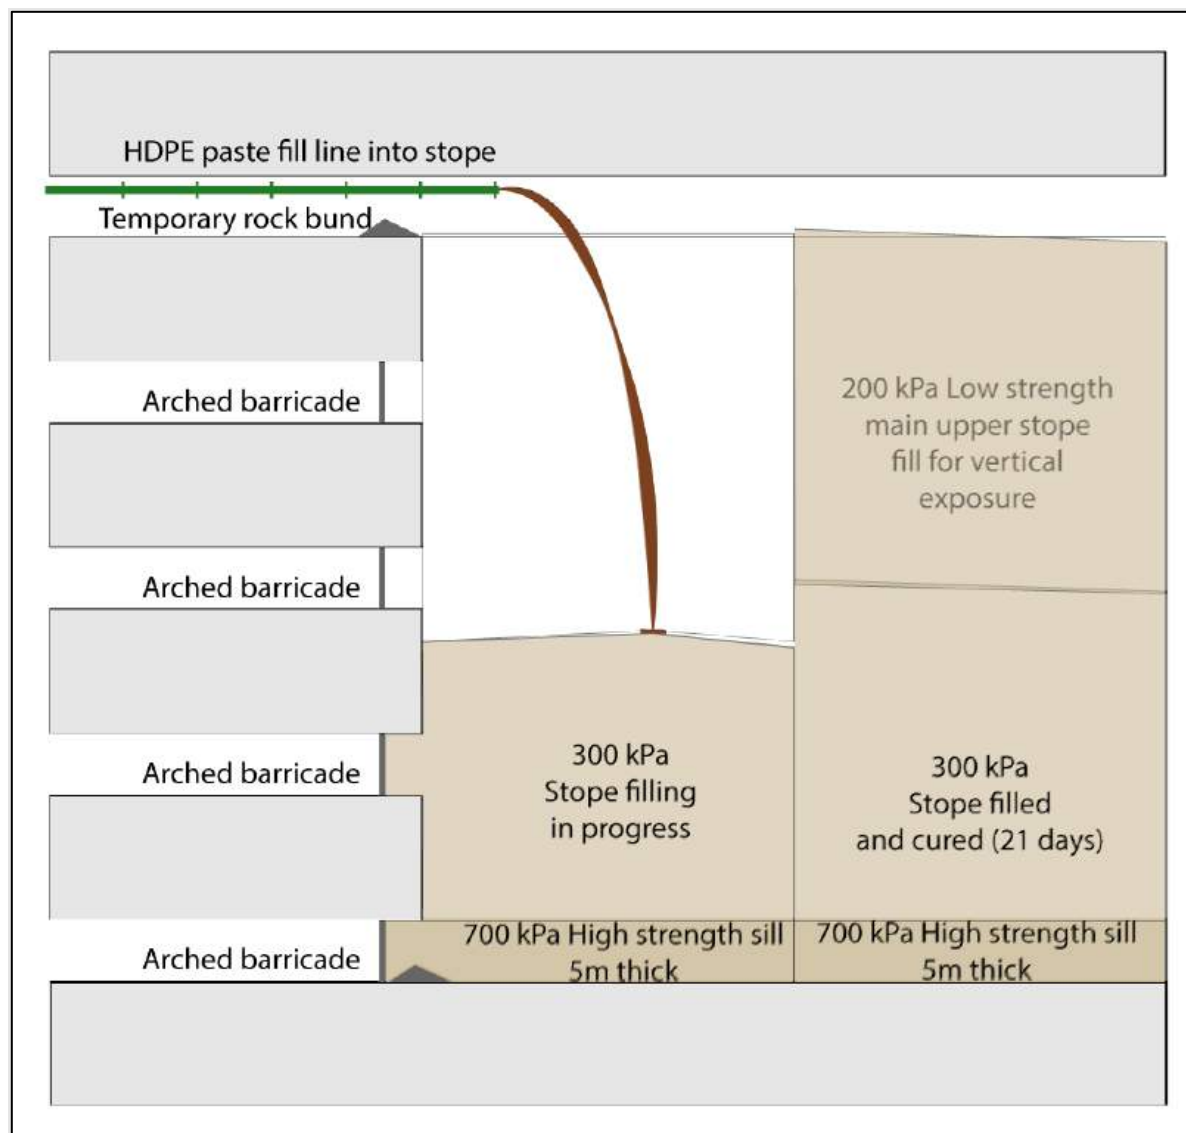 HDPE paste fill line into stope
Temporary rock bund
Arched barricade
200 kPa Low strength
main upper stope
fill for vertical
exposure
Arched barricade
Arched barricade
300 kPa
Stope filling
in progress
300 kPa
Stope filled
and cured (21 days)
Arched barricade
700 kPa High strength sill
5m thick
700 kPa High strength sill
5m thick